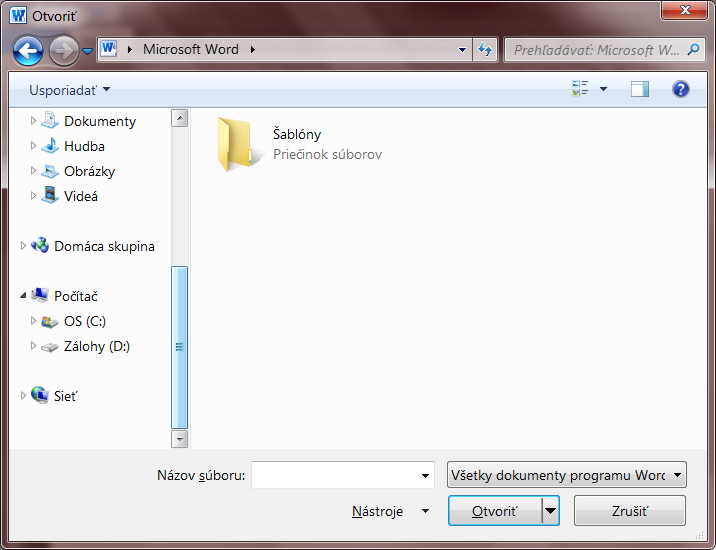 Otvoriť
Microsoft Word
Prehľadávať: Microsoft W...
Usporiadať
Dokumenty
Hudba
Obrázky
Videá
Domáca skupina
Počítač
OS (C:)
Zálohy (D:)
Sieť
Šablóny
Priečinok súborov
Názov súboru:
Všetky dokumenty programu Word
Nástroje
Otvoriť
Zrušiť